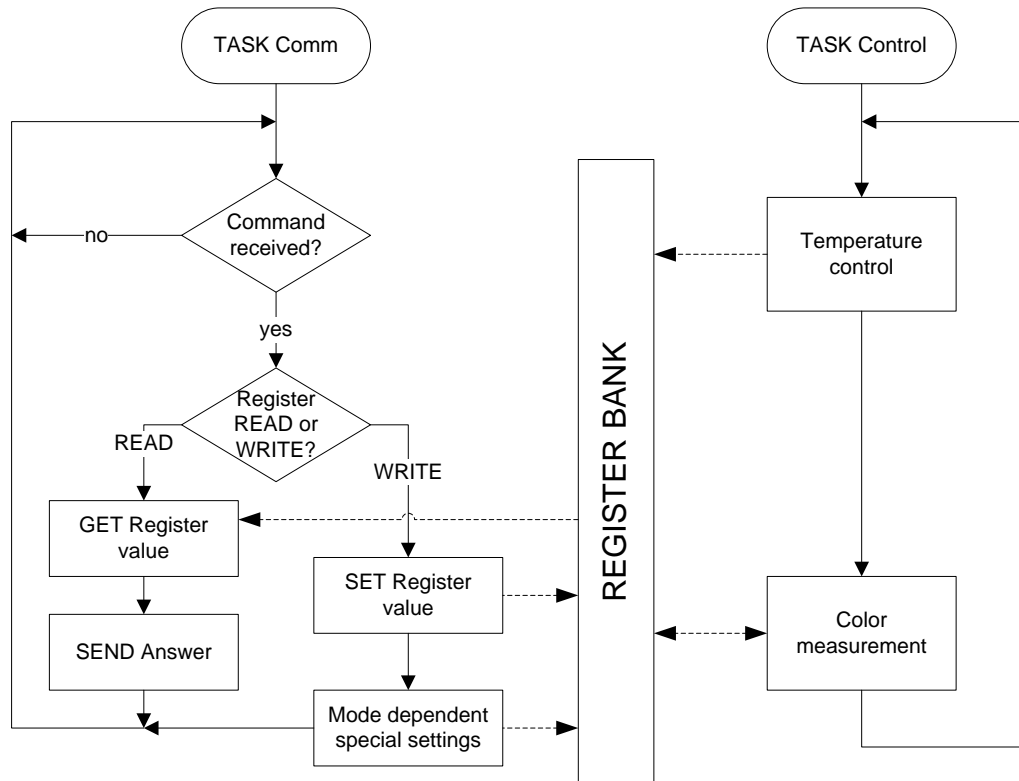 TASK Comm
TASK Control
Command
received?
no
yes
Temperature
control
Register
READ or
WRITE?
READ
WRITE
REGISTER BANK
GET Register
value
SET Register
value
SEND Answer
Color
measurement
Mode dependent
special settings